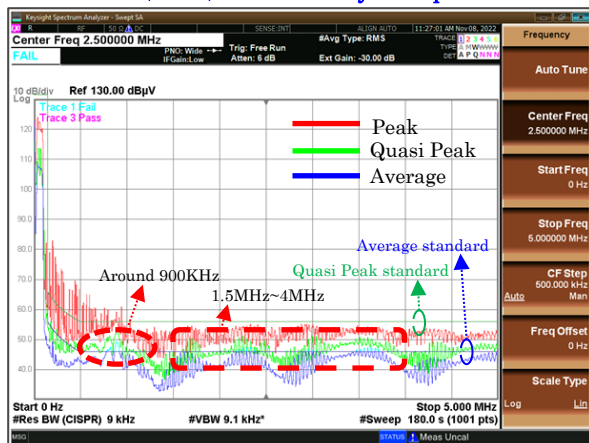 Keysight Spectrum Analyzer - Swept SA
R RF 50 Ω DC SENSE:INT ALIGN AUTO 11:27:01 AM Nov 08, 2022
Center Freq 2.500000 MHz
#Avg Type: RMS
TRACE 1 2 3 4 5 6
PNO: Wide
Trig: Free Run
TYPE
FAIL
IFGain:Low
Atten: 6 dB
Ext Gain: -30.00 dB
DET A P Q N N N
10 dB/div Ref 130.00 dBµV
Log
Trace 1 Fail
Trace 3 Pass
120
110
100
90.0
80.0
70.0
60.0
50.0
40.0
Peak
Quasi Peak
Average
Average standard
Quasi Peak standard
Around 900KHz
1.5MHz~4MHz
Start 0 Hz
Stop 5.000 MHz
#Res BW (CISPR) 9 kHz
#VBW 9.1 kHz*
#Sweep 180.0 s (1001 pts)
MSG
STATUS
Meas Uncal
Frequency
Auto Tune
Center Freq
2.500000 MHz
Start Freq
0 Hz
Stop Freq
5.000000 MHz
CF Step
500.000 kHz
Auto Man
Freq Offset
0 Hz
Scale Type
Log Lin